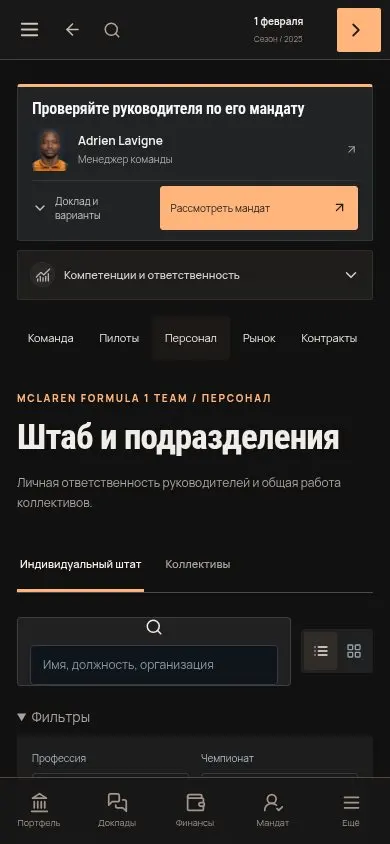 1 февраля
Сезон / 2025
Проверяйте руководителя по его мандату
Adrien Lavigne
Менеджер команды
Доклад и
варианты
Рассмотреть мандат
Компетенции и ответственность
Команда
Пилоты
Персонал
Рынок
Контракты
MCLAREN FORMULA 1 TEAM / ПЕРСОНАЛ
Штаб и подразделения
Личная ответственность руководителей и общая работа
коллективов.
Индивидуальный штат
Коллективы
Имя, должность, организация
Фильтры
Профессия
Чемпионат
Портфель
Доклады
Финансы
Мандат
Ещё